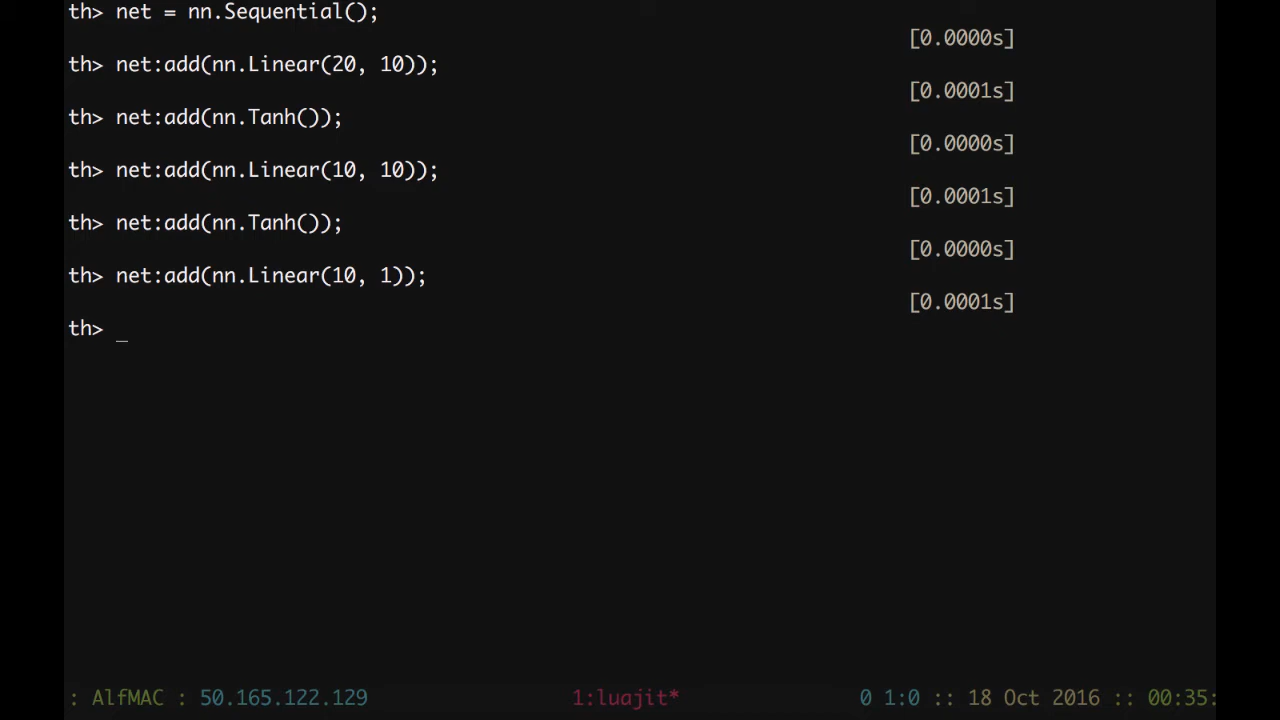 th> net = nn.Sequential();
[0.0000s]
th> net:add(nn.Linear(20, 10));
[0.0001s]
th> net:add(nn.Tanh());
[0.0000s]
th> net:add(nn.Linear(10, 10));
[0.0001s]
th> net:add(nn.Tanh());
[0.0000s]
th> net:add(nn.Linear(10, 1));
[0.0001s]
th> _
: AlfMAC : 50.165.122.129 1:luajit* 0 1:0 :: 18 Oct 2016 :: 00:35: